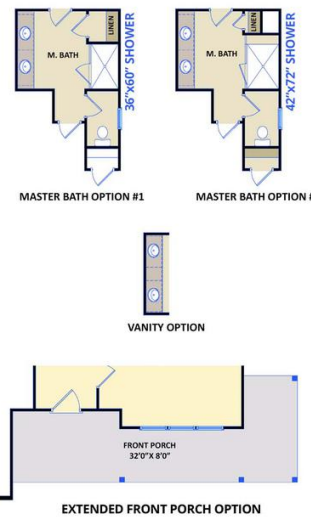 LINEN
M. BATH
36"x60" SHOWER
MASTER BATH OPTION #1
LINEN
M. BATH
42"x72" SHOWER
MASTER BATH OPTION #
VANITY OPTION
FRONT PORCH
32'0"X 8'0"
EXTENDED FRONT PORCH OPTION